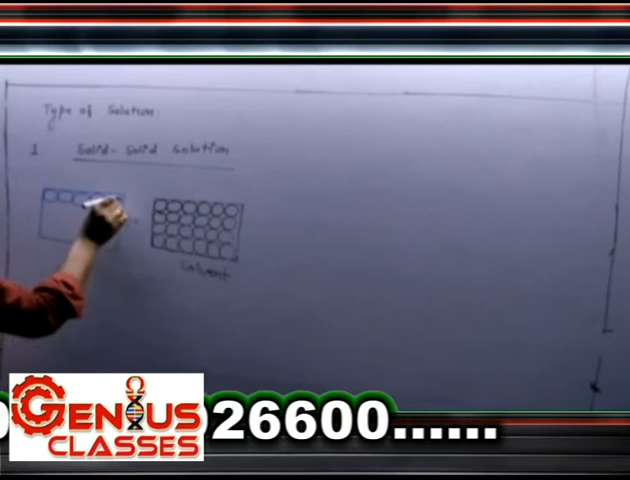 Type of Solution:
1 Solid-Solid Solution
Solvent
GENIUS
CLASSES
26600......